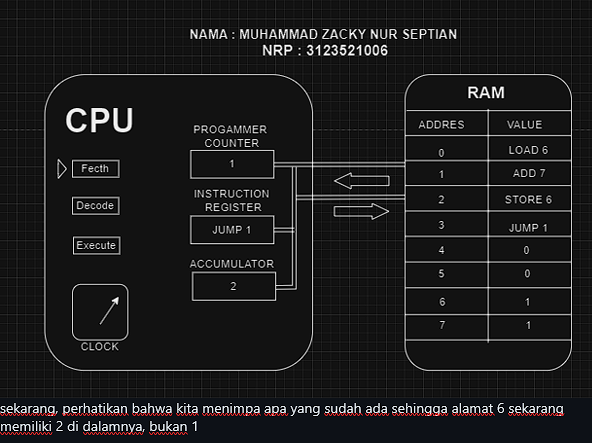 NAMA : MUHAMMAD ZACKY NUR SEPTIAN
NRP : 3123521006
CPU
Fecth
Decode
Execute
CLOCK
PROGAMMER
COUNTER
1
INSTRUCTION
REGISTER
JUMP 1
ACCUMULATOR
2
RAM
ADDRES VALUE
0 LOAD 6
1 ADD 7
2 STORE 6
3 JUMP 1
4 0
5 0
6 1
7 1
sekarang, perhatikan bahwa kita menimpa apa yang sudah ada sehingga alamat 6 sekarang
memiliki 2 di dalamnya, bukan 1